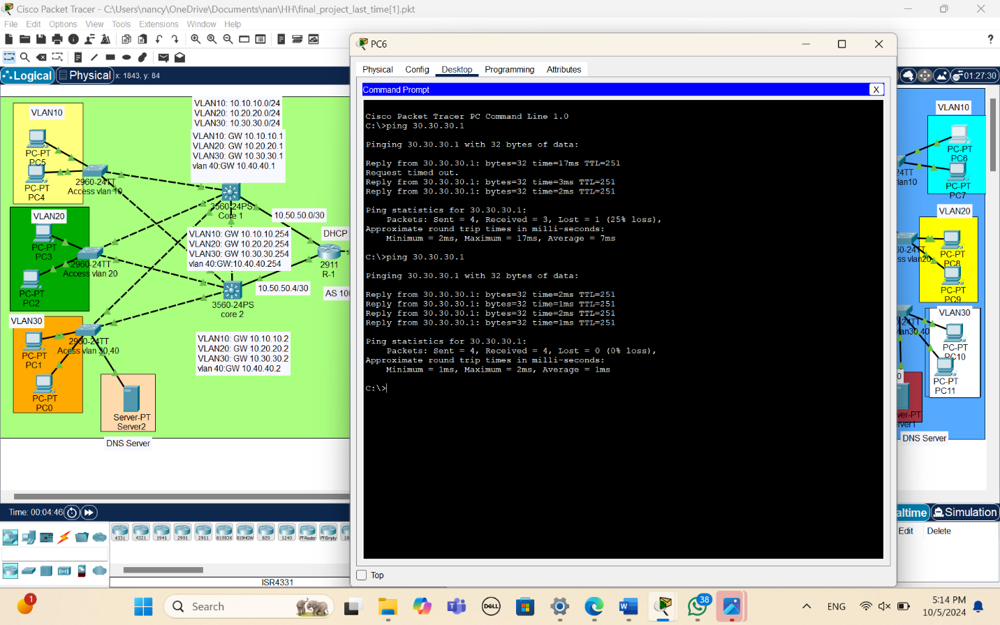 Cisco Packet Tracer - C:\Users\nancy\OneDrive\Documents\nan\HH\final_project_last_time[1].pkt
File Edit Options View Tools Extensions Window Help
?
Logical
Physical
x: 1843, y: 84
01:27:30
VLAN10
PC-PT
PC5
PC-PT
PC4
2960-24TT
Access vlan 10
VLAN10: 10.10.10.0/24
VLAN20: 10.20.20.0/24
VLAN30: 10.30.30.0/24
VLAN10: GW 10.10.10.1
VLAN20: GW 10.20.20.1
VLAN30: GW 10.30.30.1
vlan 40:GW 10.40.40.1
3560-24PS
Core 1
10.50.50.0/30
VLAN20
PC-PT
PC3
PC-PT
PC2
2960-24TT
Access vlan 20
VLAN10: GW 10.10.10.254
VLAN20: GW 10.20.20.254
VLAN30: GW 10.30.30.254
vlan 40:GW:10.40.40.254
DHCP
2911
R-1
10.50.50.4/30
AS 100
3560-24PS
core 2
VLAN30
PC-PT
PC1
PC-PT
PC0
2950-24TT
Acess vlan 30,40
VLAN10: GW 10.10.10.2
VLAN20: GW 10.20.20.2
VLAN30: GW 10.30.30.2
vlan 40:GW 10.40.40.2
Server-PT
Server2
DNS Server
PC6
Physical Config Desktop Programming Attributes
Command Prompt
X
Cisco Packet Tracer PC Command Line 1.0
C:\>ping 30.30.30.1
Pinging 30.30.30.1 with 32 bytes of data:
Reply from 30.30.30.1: bytes=32 time=17ms TTL=251
Request timed out.
Reply from 30.30.30.1: bytes=32 time=3ms TTL=251
Reply from 30.30.30.1: bytes=32 time=2ms TTL=251
Ping statistics for 30.30.30.1:
Packets: Sent = 4, Received = 3, Lost = 1 (25% loss),
Approximate round trip times in milli-seconds:
Minimum = 2ms, Maximum = 17ms, Average = 7ms
C:\>ping 30.30.30.1
Pinging 30.30.30.1 with 32 bytes of data:
Reply from 30.30.30.1: bytes=32 time=2ms TTL=251
Reply from 30.30.30.1: bytes=32 time=1ms TTL=251
Reply from 30.30.30.1: bytes=32 time=2ms TTL=251
Reply from 30.30.30.1: bytes=32 time=1ms TTL=251
Ping statistics for 30.30.30.1:
Packets: Sent = 4, Received = 4, Lost = 0 (0% loss),
Approximate round trip times in milli-seconds:
Minimum = 1ms, Maximum = 2ms, Average = 1ms
C:\>
Top
VLAN10
PC-PT
PC6
PC-PT
PC7
24TT
lan10
VLAN20
PC-PT
PC8
PC-PT
PC9
60-24TT
ss vlan20
VLAN30
PC-PT
PC10
PC-PT
PC11
-24TT
an30,40
0
ver-PT
rver1
DNS Server
Time: 00:04:46
altime
Simulation
Edit Delete
4331 4321 1941 2901 2911 819IOX 819HGW 829 1240 PT-Router PT-Empty 18
ISR4331
1
Search
DELL
38
ENG
5:14 PM
10/5/2024